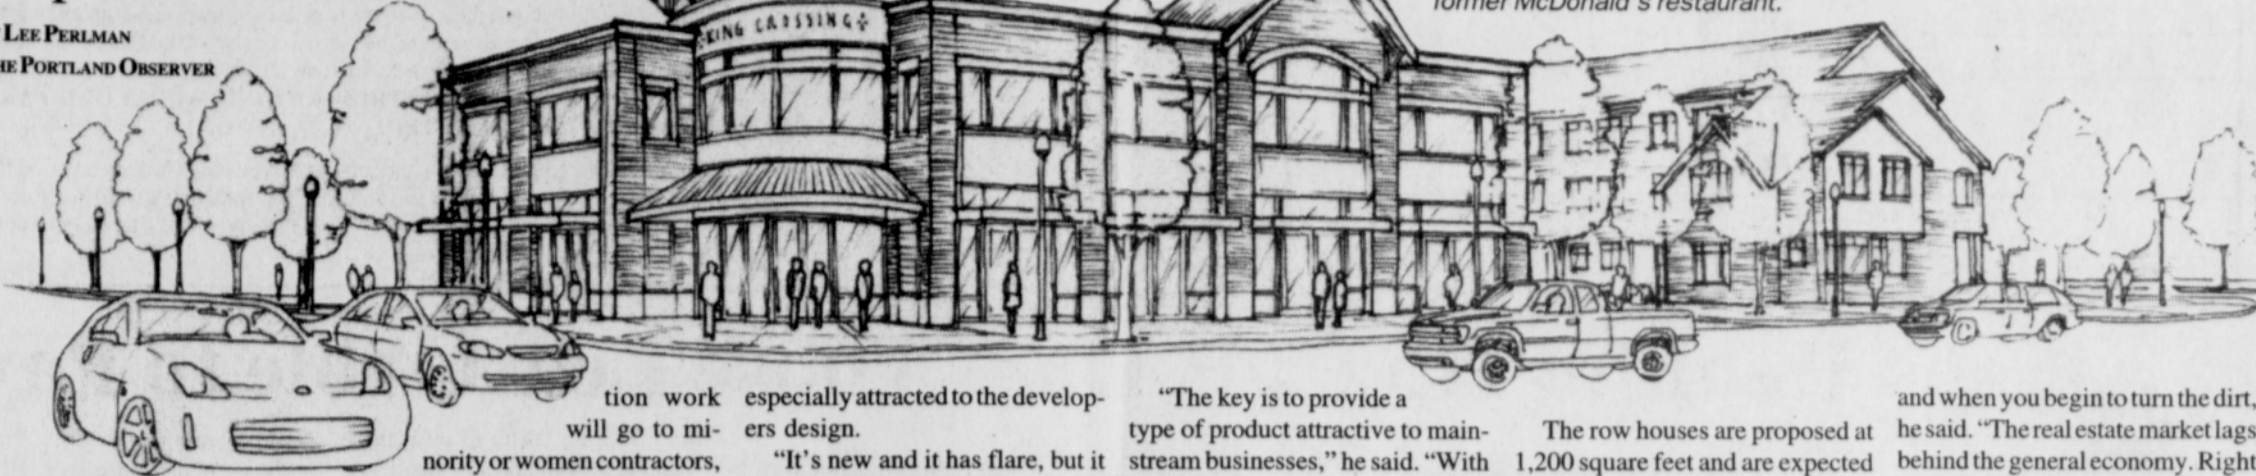 former McDonald's restaurant.
LEE PERLMAN
THE PORTLAND OBSERVER
KING CROSSING
tion work
will go to mi-
nority or women contractors,
especially attracted to the develop-
ers design.
"It's new and it has flare, but it
"The key is to provide a
type of product attractive to main-
stream businesses," he said. "With
The row houses are proposed at
1,200 square feet and are expected
and when you begin to turn the dirt,
he said. "The real estate market lags
behind the general economy. Right